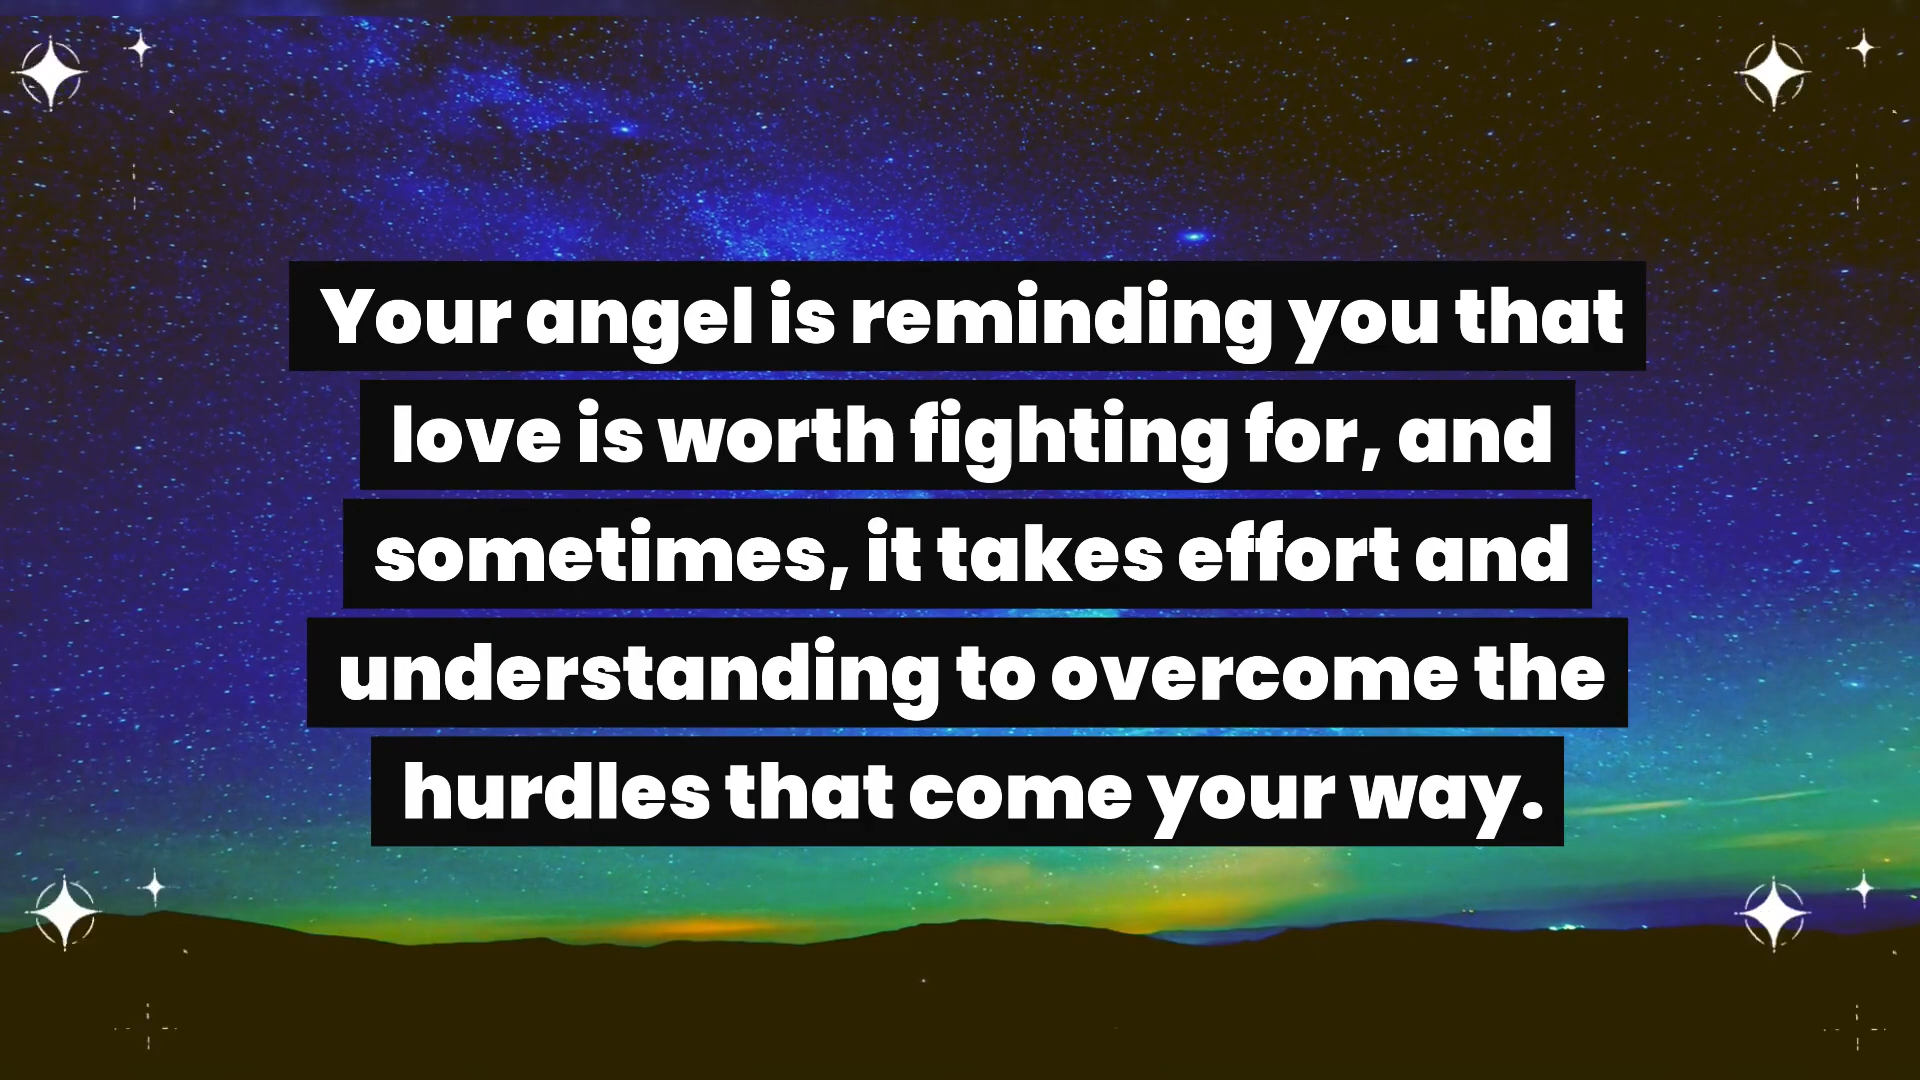 Your angel is reminding you that
love is worth fighting for, and
sometimes, it takes effort and
understanding to overcome the
hurdles that come your way.